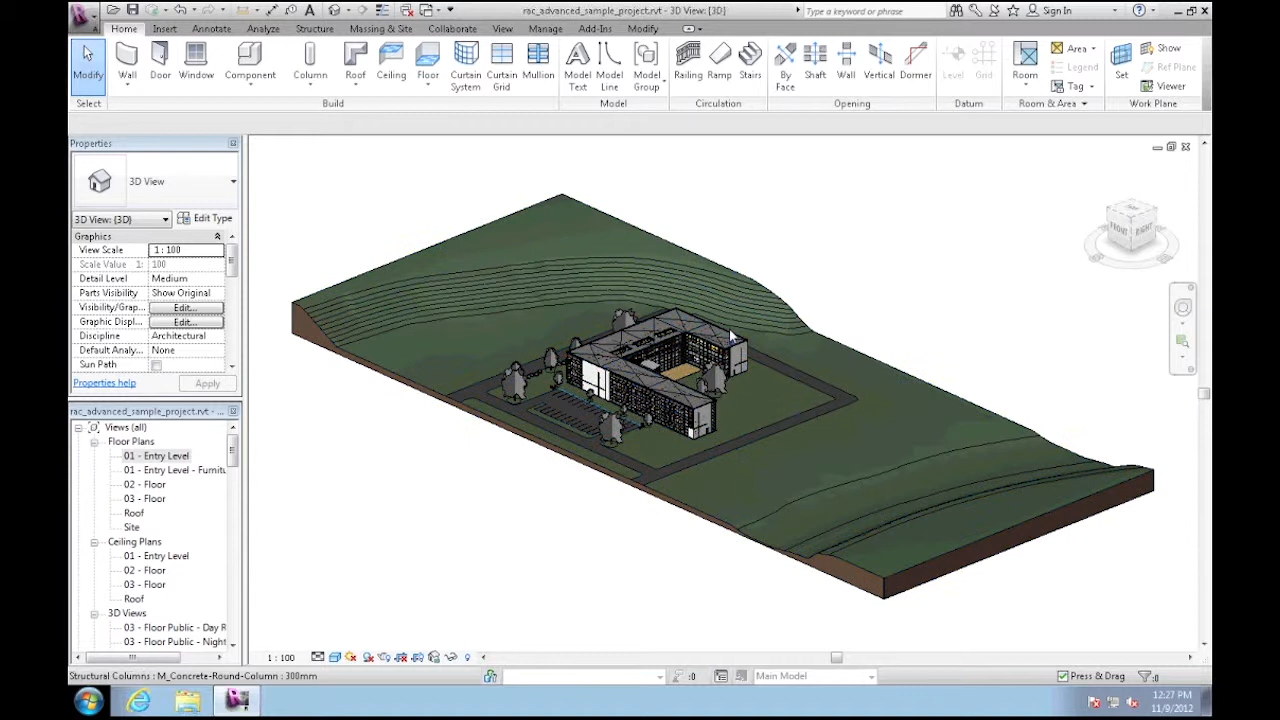 rac_advanced_sample_project.rvt - 3D View: {3D}
Type a keyword or phrase
Sign In
Home Insert Annotate Analyze Structure Massing & Site Collaborate View Manage Add-Ins Modify
Modify Wall Door Window Component Column Roof Ceiling Floor Curtain System Curtain Grid Mullion Model Text Model Line Model Group Railing Ramp Stairs By Face Shaft Wall Vertical Dormer Level Grid Room Area Legend Tag Set Show Ref Plane Viewer
Select Build Model Circulation Opening Datum Room & Area Work Plane
Properties
3D View
3D View: {3D} Edit Type
Graphics
View Scale 1 : 100
Scale Value 1: 100
Detail Level Medium
Parts Visibility Show Original
Visibility/Grap... Edit...
Graphic Displ... Edit...
Discipline Architectural
Default Analy... None
Sun Path
Properties help Apply
rac_advanced_sample_project.rvt - ...
Views (all)
Floor Plans
01 - Entry Level
01 - Entry Level - Furnitu
02 - Floor
03 - Floor
Roof
Site
Ceiling Plans
01 - Entry Level
02 - Floor
03 - Floor
Roof
3D Views
03 - Floor Public - Day R
03 - Floor Public - Night
FRONT RIGHT
1 : 100
Structural Columns : M_Concrete-Round-Column : 300mm
:0
Main Model
Press & Drag
:0
12:27 PM
11/9/2012